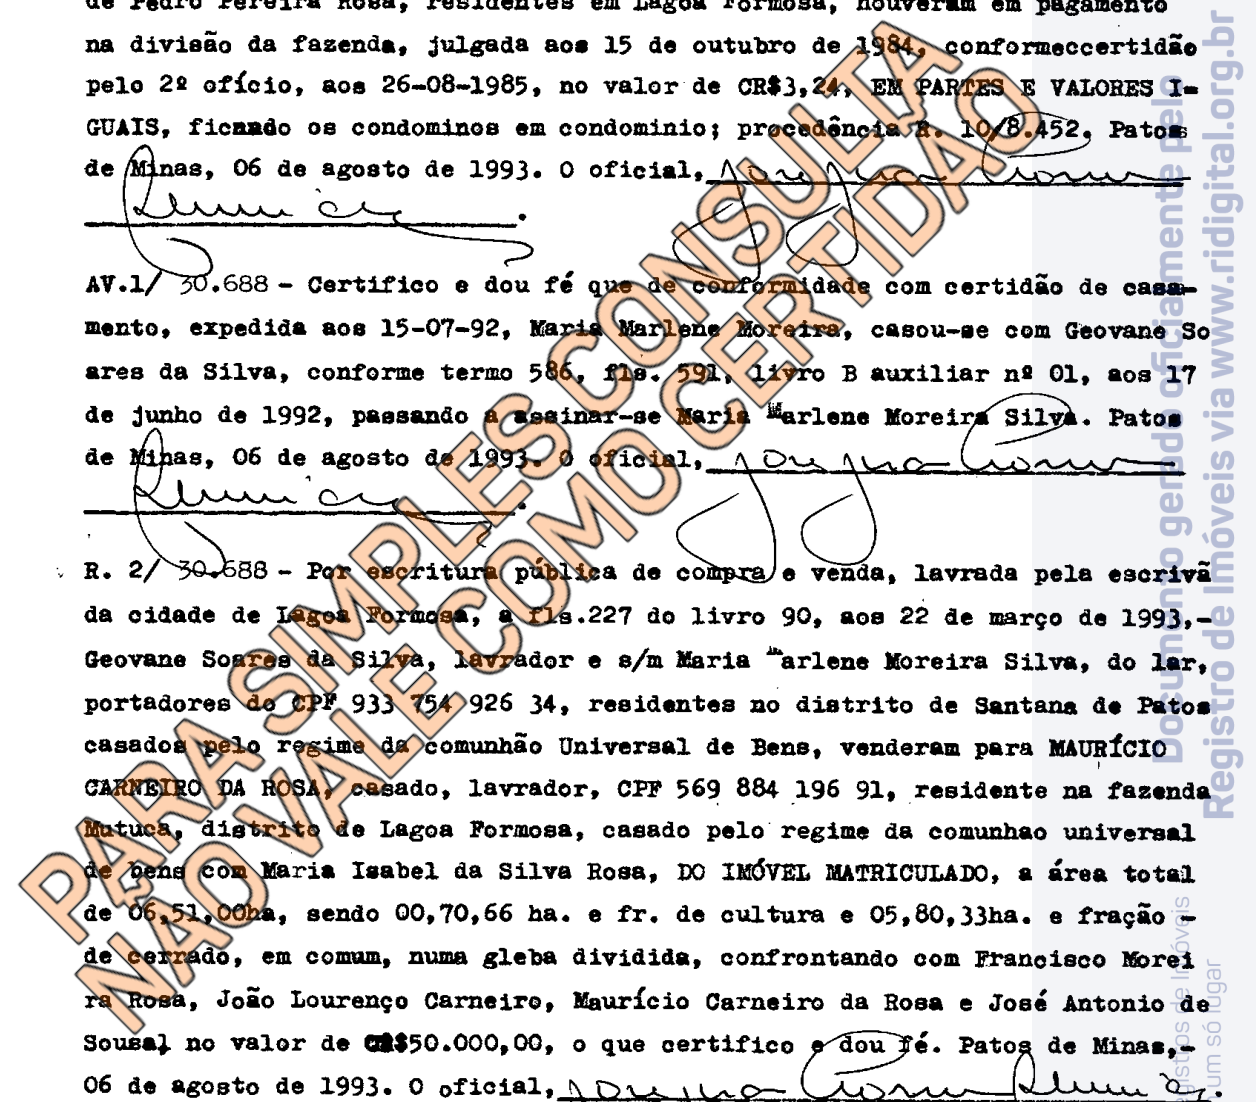 de Pedro Pereira Rosa, residentes em Lagoa Formosa, houveram em pagamento
na divisão da fazenda, julgada aos 15 de outubro de 1984, conformeccertidão
pelo 2º ofício, aos 26-08-1985, no valor de CR$3,24, EM PARTES E VALORES I-
GUAIS, ficando os condominos em condominio; procedência R. 10/8.452, Patos
de Minas, 06 de agosto de 1993. O oficial,
AV.1/ 30.688 - Certifico e dou fé que de conformidade com certidão de casa-
mento, expedida aos 15-07-92, Maria Marlene Moreira, casou-se com Geovane So
ares da Silva, conforme termo 586, fls. 591, livro B auxiliar nº 01, aos 17
de junho de 1992, passando a assinar-se Maria Marlene Moreira Silva. Patos
de Minas, 06 de agosto de 1993. O oficial,
R. 2/ 30.688 - Por escritura pública de compra e venda, lavrada pela escrivã
da cidade de Lagoa Formosa, a fls.227 do livro 90, aos 22 de março de 1993,-
Geovane Soares da Silva, lavrador e s/m Maria Marlene Moreira Silva, do lar,
portadores do CPF 933 754 926 34, residentes no distrito de Santana de Patos
casados pelo regime da comunhão Universal de Bens, venderam para MAURÍCIO
CARNEIRO DA ROSA, casado, lavrador, CPF 569 884 196 91, residente na fazenda
Mutuca, distrito de Lagoa Formosa, casado pelo regime da comunhao universal
de bens com Maria Isabel da Silva Rosa, DO IMÓVEL MATRICULADO, a área total
de 06,51,00ha, sendo 00,70,66 ha. e fr. de cultura e 05,80,33ha. e fração -
de cerrado, em comum, numa gleba dividida, confrontando com Francisco Morei
ra Rosa, João Lourenço Carneiro, Maurício Carneiro da Rosa e José Antonio de
Sousa, no valor de CR$50.000,00, o que certifico e dou fé. Patos de Minas,-
06 de agosto de 1993. O oficial,
PARA SIMPLES CONSULTA
NÃO VALE COMO CERTIDÃO
Documento gerado oficialmente pelo
Registro de Imóveis via www.ridigital.org.br
Registros de Imóveis
um só lugar